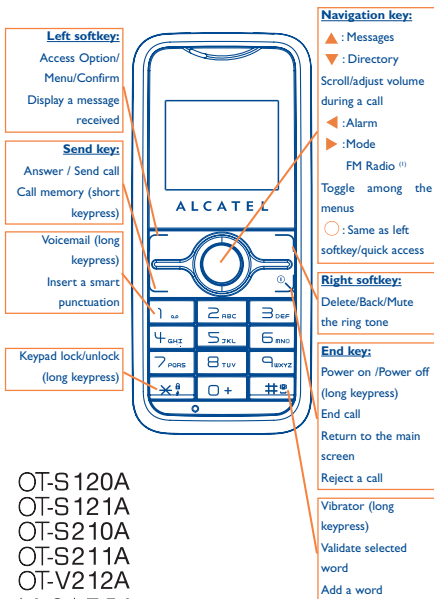 Left softkey:
Access Option/
Menu/Confirm
Display a message
received
Send key:
Answer / Send call
Call memory (short
keypress)
Voicemail (long
keypress)
Insert a smart
punctuation
Keypad lock/unlock
(long keypress)
ALCATEL
1
2 ABC
3 DEF
4 GHI
5 JKL
6 MNO
7 PQRS
8 TUV
9 WXYZ
* 0 + #
Navigation key:
: Messages
: Directory
Scroll/adjust volume
during a call
:Alarm
:Mode
FM Radio (1)
Toggle among the
menus
: Same as left
softkey/quick access
Right softkey:
Delete/Back/Mute
the ring tone
End key:
Power on /Power off
(long keypress)
End call
Return to the main
screen
Reject a call
Vibrator (long
keypress)
Validate selected
word
Add a word
OT-S120A
OT-S121A
OT-S210A
OT-S211A
OT-V212A